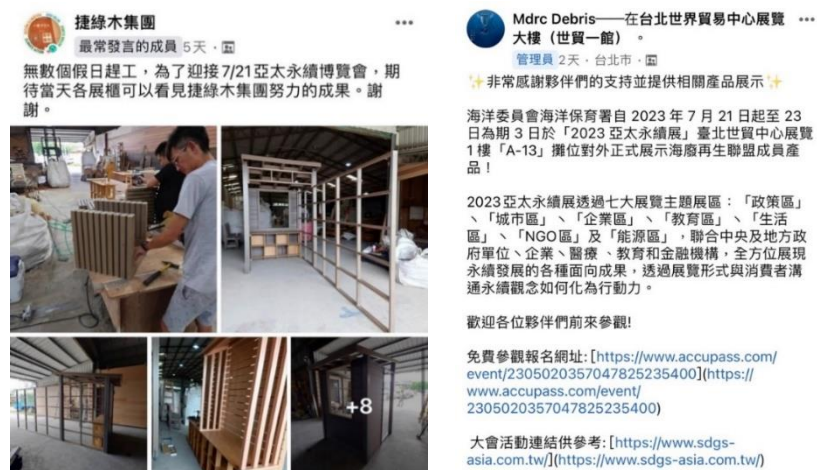 捷綠木集團
最常發言的成員 5天・
無數個假日趕工，為了迎接7/21亞太永續博覽會，期
待當天各展櫃可以看見捷綠木集團努力的成果。謝
謝。
+8
Mdrc Debris——在台北世界貿易中心展覽
大樓（世貿一館）。
管理員 2天・台北市・
✨非常感謝夥伴們的支持並提供相關產品展示✨
海洋委員會海洋保育署自 2023 年 7 月 21 日起至 23
日為期 3 日於「2023 亞太永續展」臺北世貿中心展覽
1 樓「A-13」攤位對外正式展示海廢再生聯盟成員產
品！
2023亞太永續展透過七大展覽主題展區：「政策區」
、「城市區」、「企業區」、「教育區」、「生活
區」、「NGO區」及「能源區」，聯合中央及地方政
府單位、企業、醫療 、教育和金融機構，全方位展現
永續發展的各種面向成果，透過展覽形式與消費者溝
通永續觀念如何化為行動力。
歡迎各位夥伴們前來參觀!
免費參觀報名網址: [https://www.accupass.com/
event/2305020357047825235400](https://
www.accupass.com/event/
2305020357047825235400)
大會活動連結供參考: [https://www.sdgs-
asia.com.tw/](https://www.sdgs-asia.com.tw/)